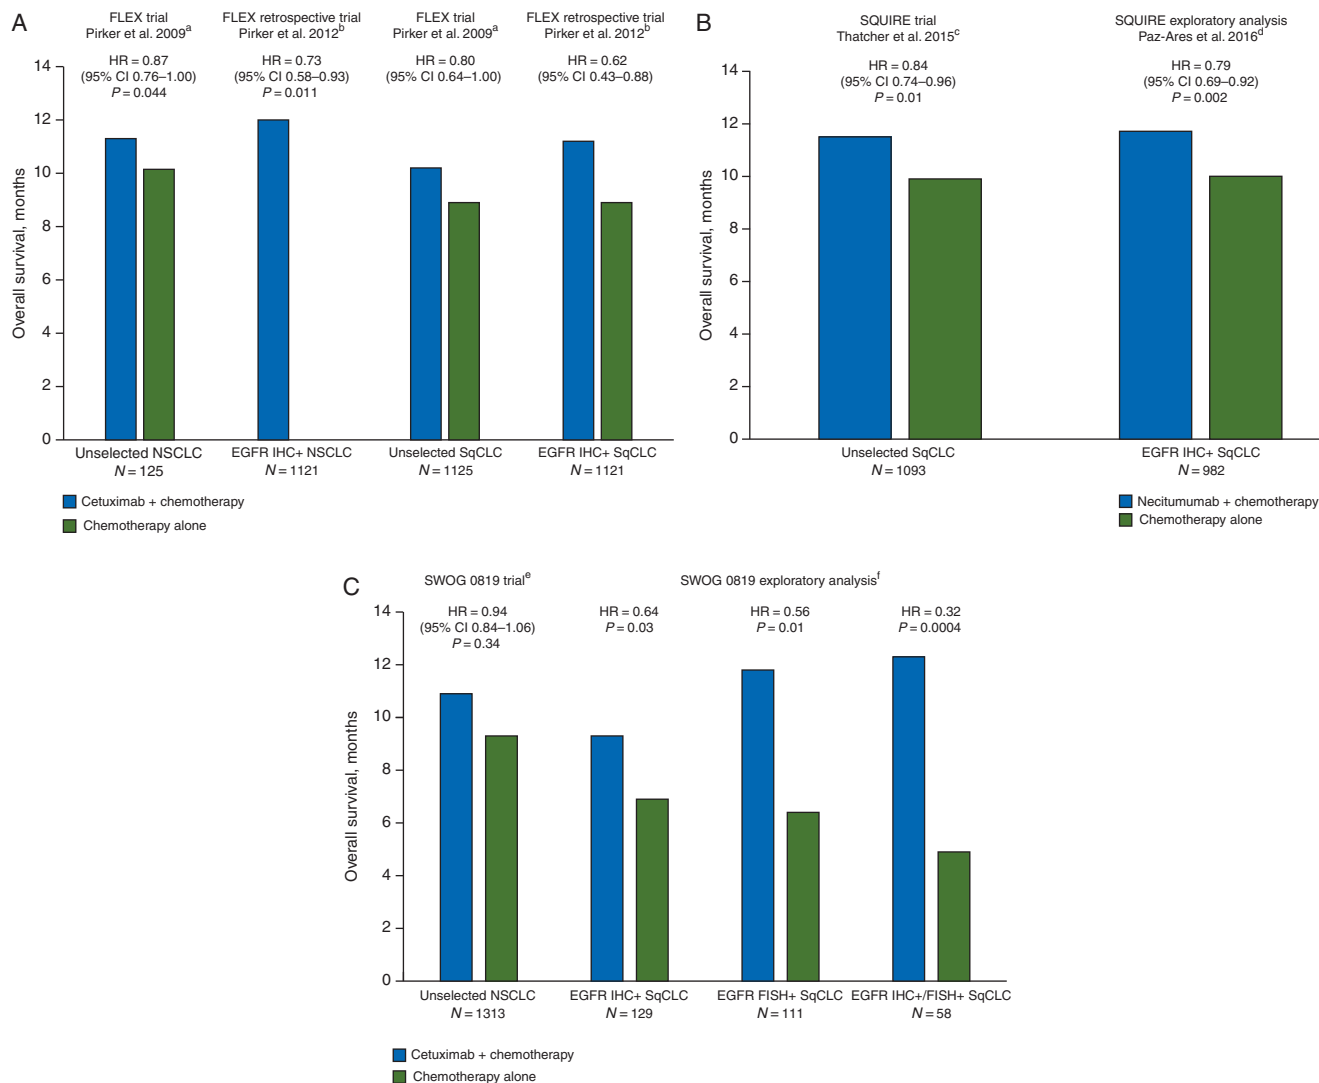 A
FLEX trial
Pirker et al. 2009a
FLEX retrospective trial
Pirker et al. 2012b
FLEX trial
Pirker et al. 2009a
FLEX retrospective trial
Pirker et al. 2012b
HR = 0.87
(95% CI 0.76–1.00)
P = 0.044
HR = 0.73
(95% CI 0.58–0.93)
P = 0.011
HR = 0.80
(95% CI 0.64–1.00)
HR = 0.62
(95% CI 0.43–0.88)
Overall survival, months
14
12
10
8
6
4
2
0
Unselected NSCLC
N = 125
EGFR IHC+ NSCLC
N = 1121
Unselected SqCLC
N = 1125
EGFR IHC+ SqCLC
N = 1121
Cetuximab + chemotherapy
Chemotherapy alone
B
SQUIRE trial
Thatcher et al. 2015c
SQUIRE exploratory analysis
Paz-Ares et al. 2016d
HR = 0.84
(95% CI 0.74–0.96)
P = 0.01
HR = 0.79
(95% CI 0.69–0.92)
P = 0.002
Overall survival, months
14
12
10
8
6
4
2
0
Unselected SqCLC
N = 1093
EGFR IHC+ SqCLC
N = 982
Necitumumab + chemotherapy
Chemotherapy alone
C
SWOG 0819 triale
SWOG 0819 exploratory analysisf
HR = 0.94
(95% CI 0.84–1.06)
P = 0.34
HR = 0.64
P = 0.03
HR = 0.56
P = 0.01
HR = 0.32
P = 0.0004
Overall survival, months
14
12
10
8
6
4
2
0
Unselected NSCLC
N = 1313
EGFR IHC+ SqCLC
N = 129
EGFR FISH+ SqCLC
N = 111
EGFR IHC+/FISH+ SqCLC
N = 58
Cetuximab + chemotherapy
Chemotherapy alone